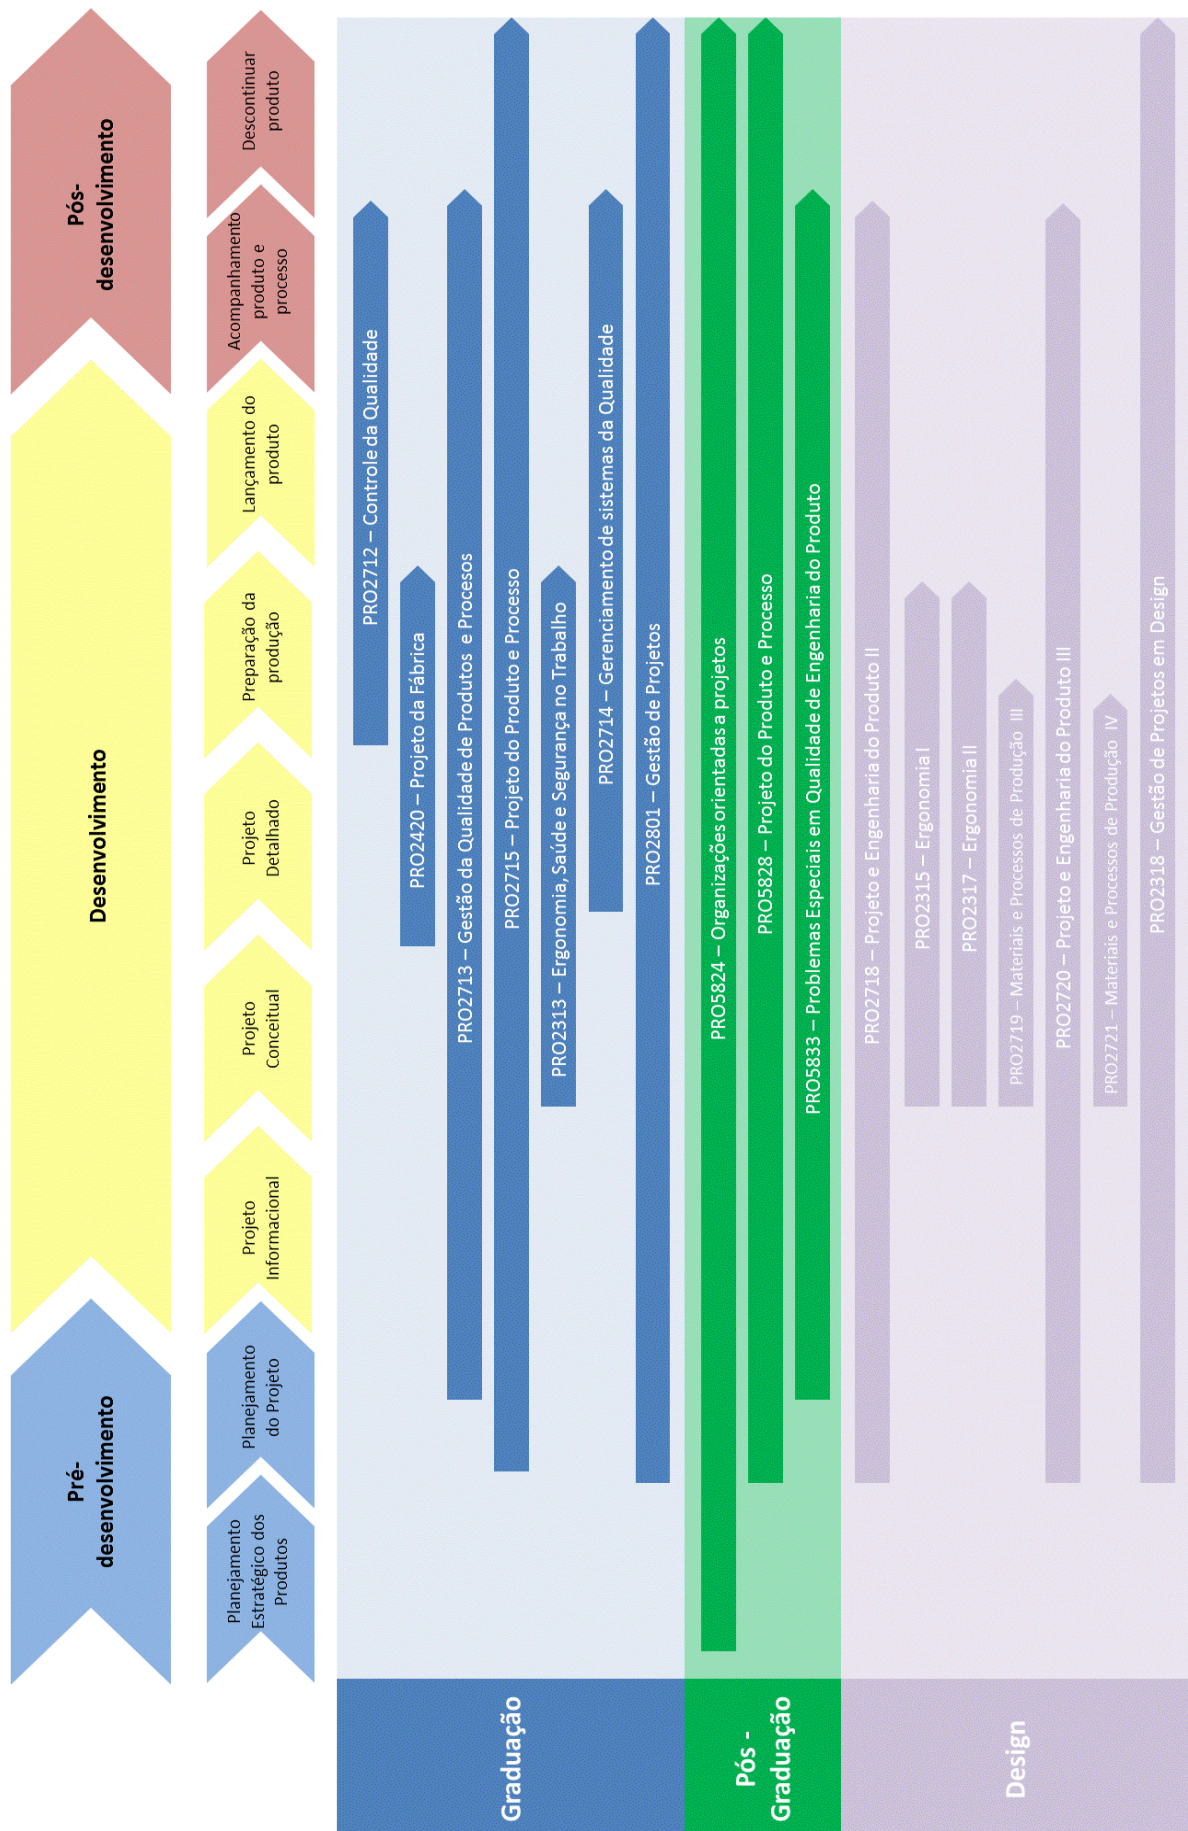 Pré-
desenvolvimento
Desenvolvimento
Pós-
desenvolvimento
Planejamento
Estratégico dos
Produtos
Planejamento
do Projeto
Projeto
Informacional
Projeto
Conceitual
Projeto
Detalhado
Preparação da
produção
Lançamento do
produto
Acompanhamento
produto e
processo
Descontinuar
produto
Graduação
PRO2712 – Controle da Qualidade
PRO2420 – Projeto da Fábrica
PRO2713 – Gestão da Qualidade de Produtos e Procesos
PRO2715 – Projeto do Produto e Processo
PRO2313 – Ergonomia, Saúde e Segurança no Trabalho
PRO2714 – Gerenciamento de sistemas da Qualidade
PRO2801 – Gestão de Projetos
Pós -
Graduação
PRO5824 – Organizações orientadas a projetos
PRO5828 – Projeto do Produto e Processo
PRO5833 – Problemas Especiais em Qualidade de Engenharia do Produto
Design
PRO2718 – Projeto e Engenharia do Produto II
PRO2315 – Ergonomia I
PRO2317 – Ergonomia II
PRO2719 – Materiais e Processos de Produção III
PRO2720 – Projeto e Engenharia do Produto III
PRO2721 – Materiais e Processos de Produção IV
PRO2318 – Gestão de Projetos em Design